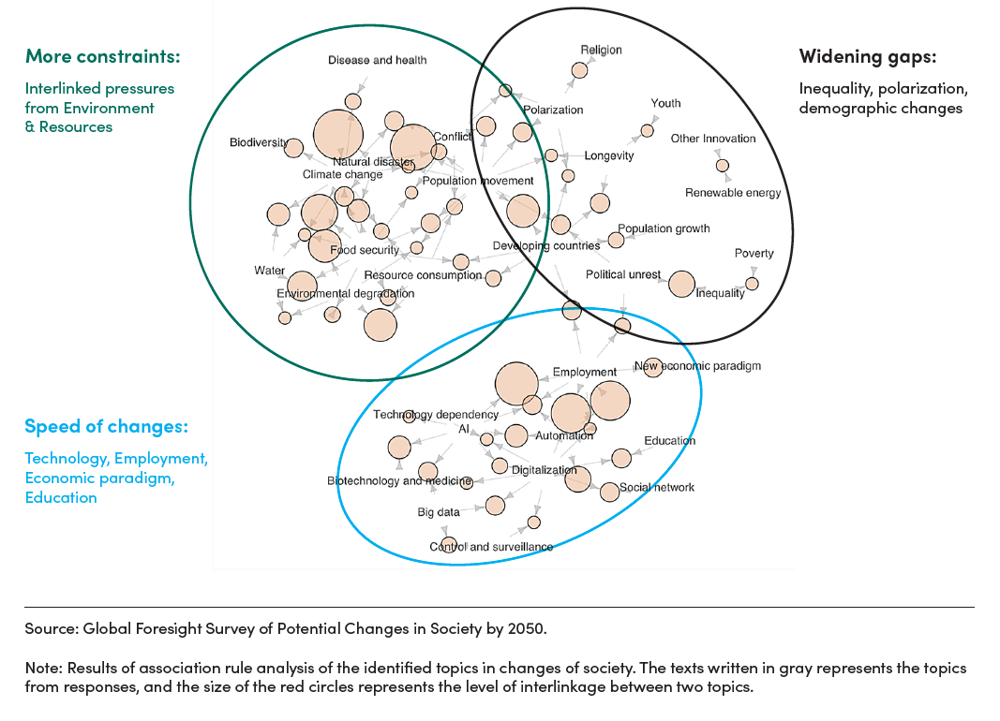 More constraints:
Interlinked pressures
from Environment
& Resources
Widening gaps:
Inequality, polarization,
demographic changes
Speed of changes:
Technology, Employment,
Economic paradigm,
Education
Religion
Disease and health
Youth
Polarization
Other Innovation
Conflict
Biodiversity
Longevity
Natural disaster
Climate change
Population movement
Renewable energy
Population growth
Developing countries
Food security
Poverty
Water
Resource consumption
Political unrest
Environmental degradation
Inequality
New economic paradigm
Employment
Technology dependency
AI
Automation
Education
Digitalization
Biotechnology and medicine
Social network
Big data
Control and surveillance
Source: Global Foresight Survey of Potential Changes in Society by 2050.
Note: Results of association rule analysis of the identified topics in changes of society. The texts written in gray represents the topics
from responses, and the size of the red circles represents the level of interlinkage between two topics.